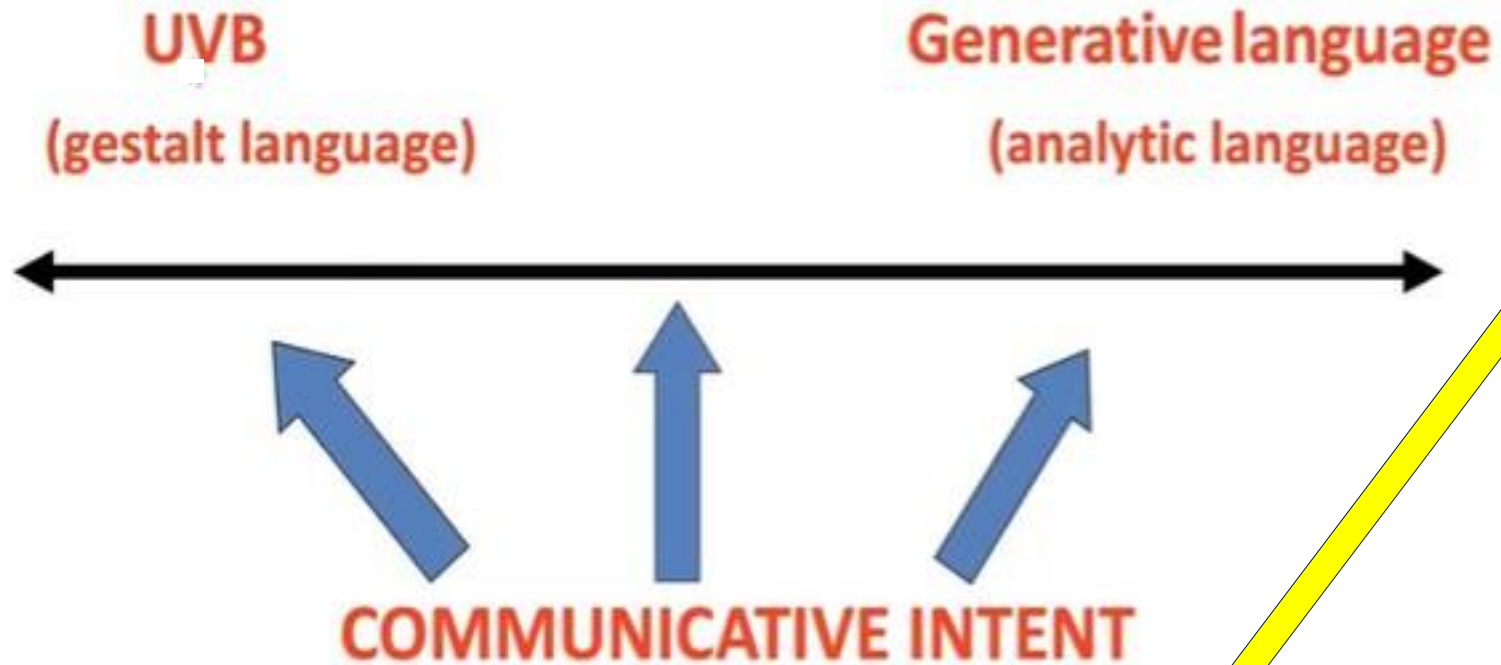 UVB
Generative language
(gestalt language)
(analytic language)
COMMUNICATIVE INTENT